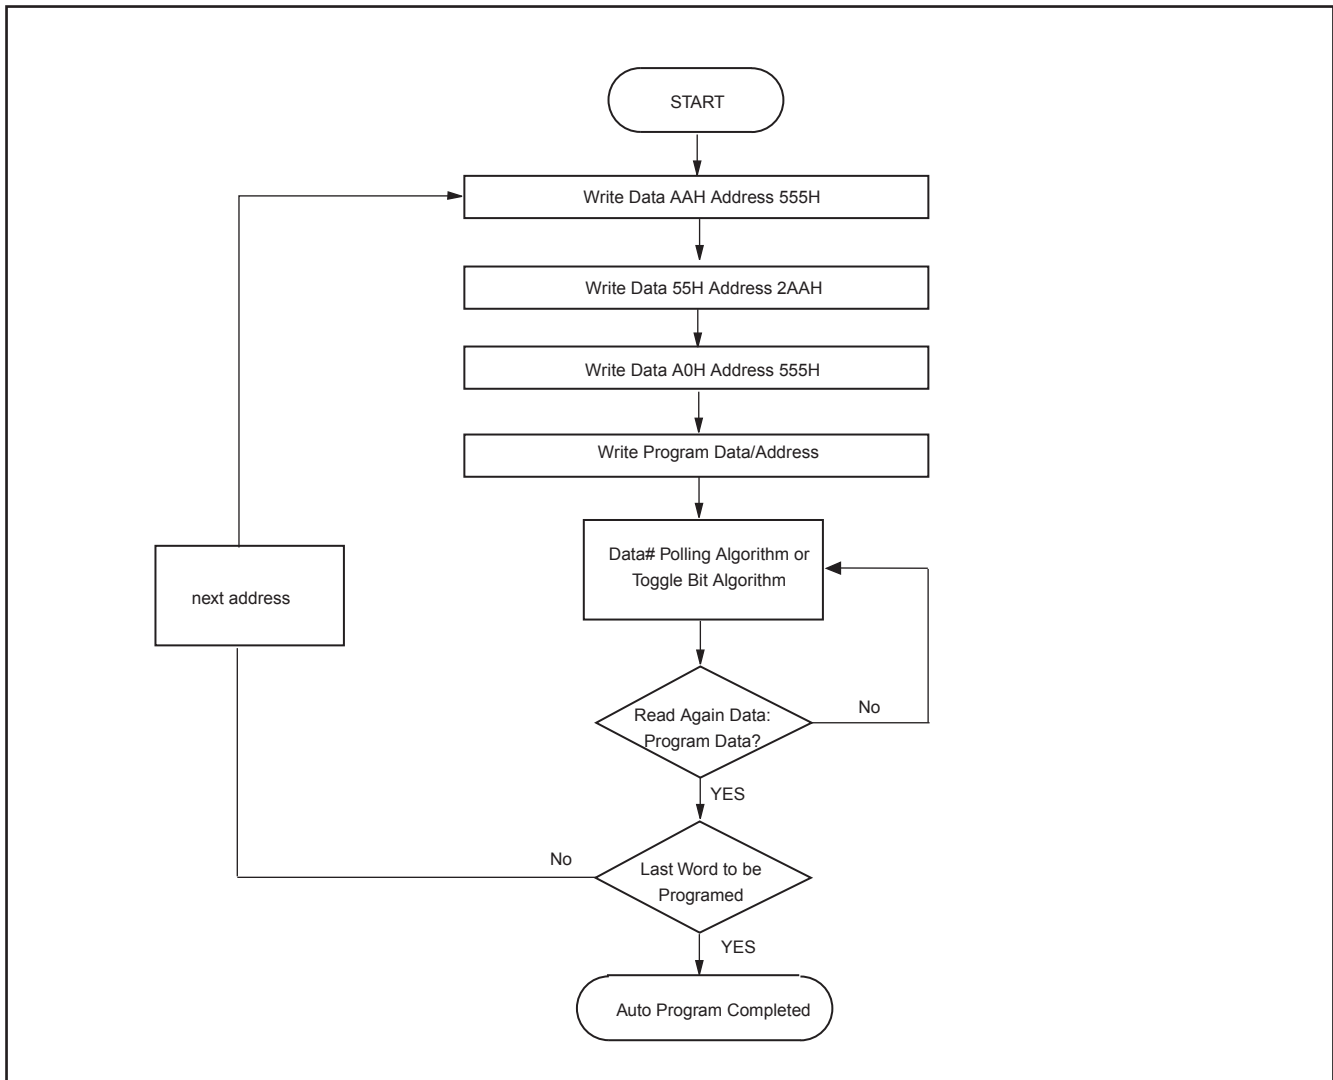 START
Write Data AAH Address 555H
Write Data 55H Address 2AAH
Write Data A0H Address 555H
Write Program Data/Address
Data# Polling Algorithm or
Toggle Bit Algorithm
next address
Read Again Data:
Program Data?
No
YES
No
Last Word to be
Programed
YES
Auto Program Completed